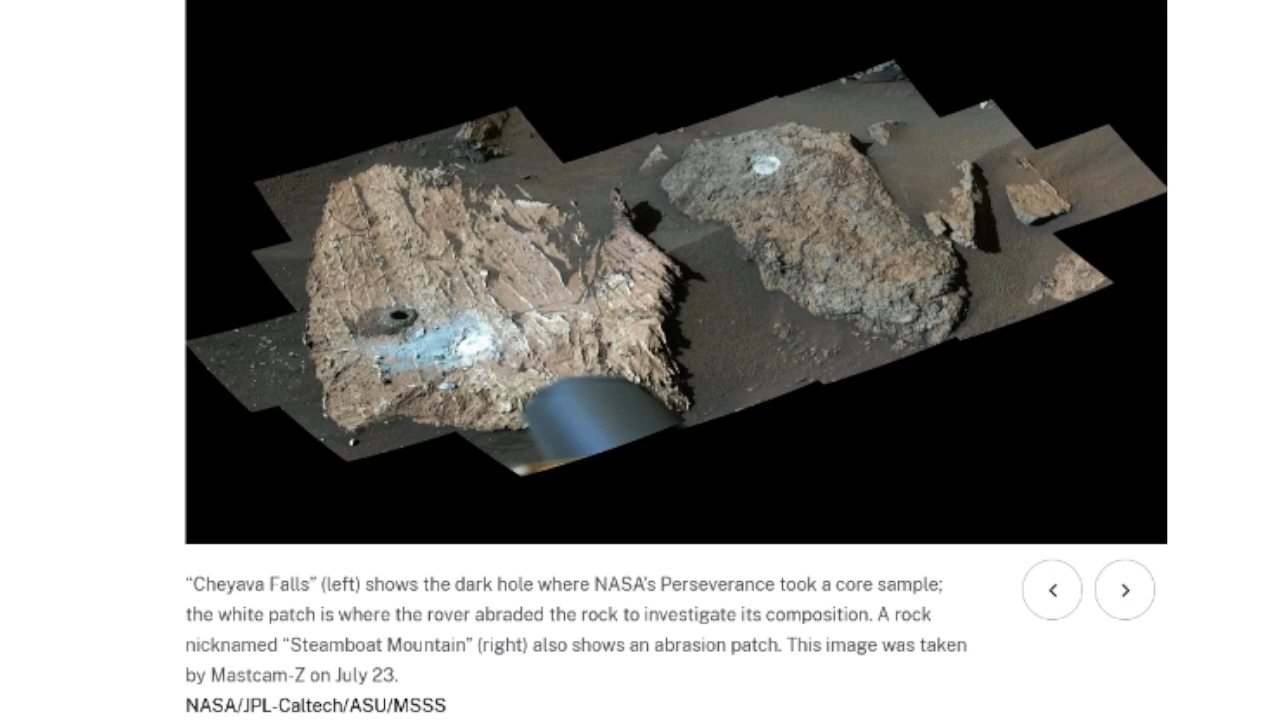 “Cheyava Falls” (left) shows the dark hole where NASA’s Perseverance took a core sample;
the white patch is where the rover abraded the rock to investigate its composition. A rock
nicknamed “Steamboat Mountain” (right) also shows an abrasion patch. This image was taken
by Mastcam-Z on July 23.
NASA/JPL-Caltech/ASU/MSSS